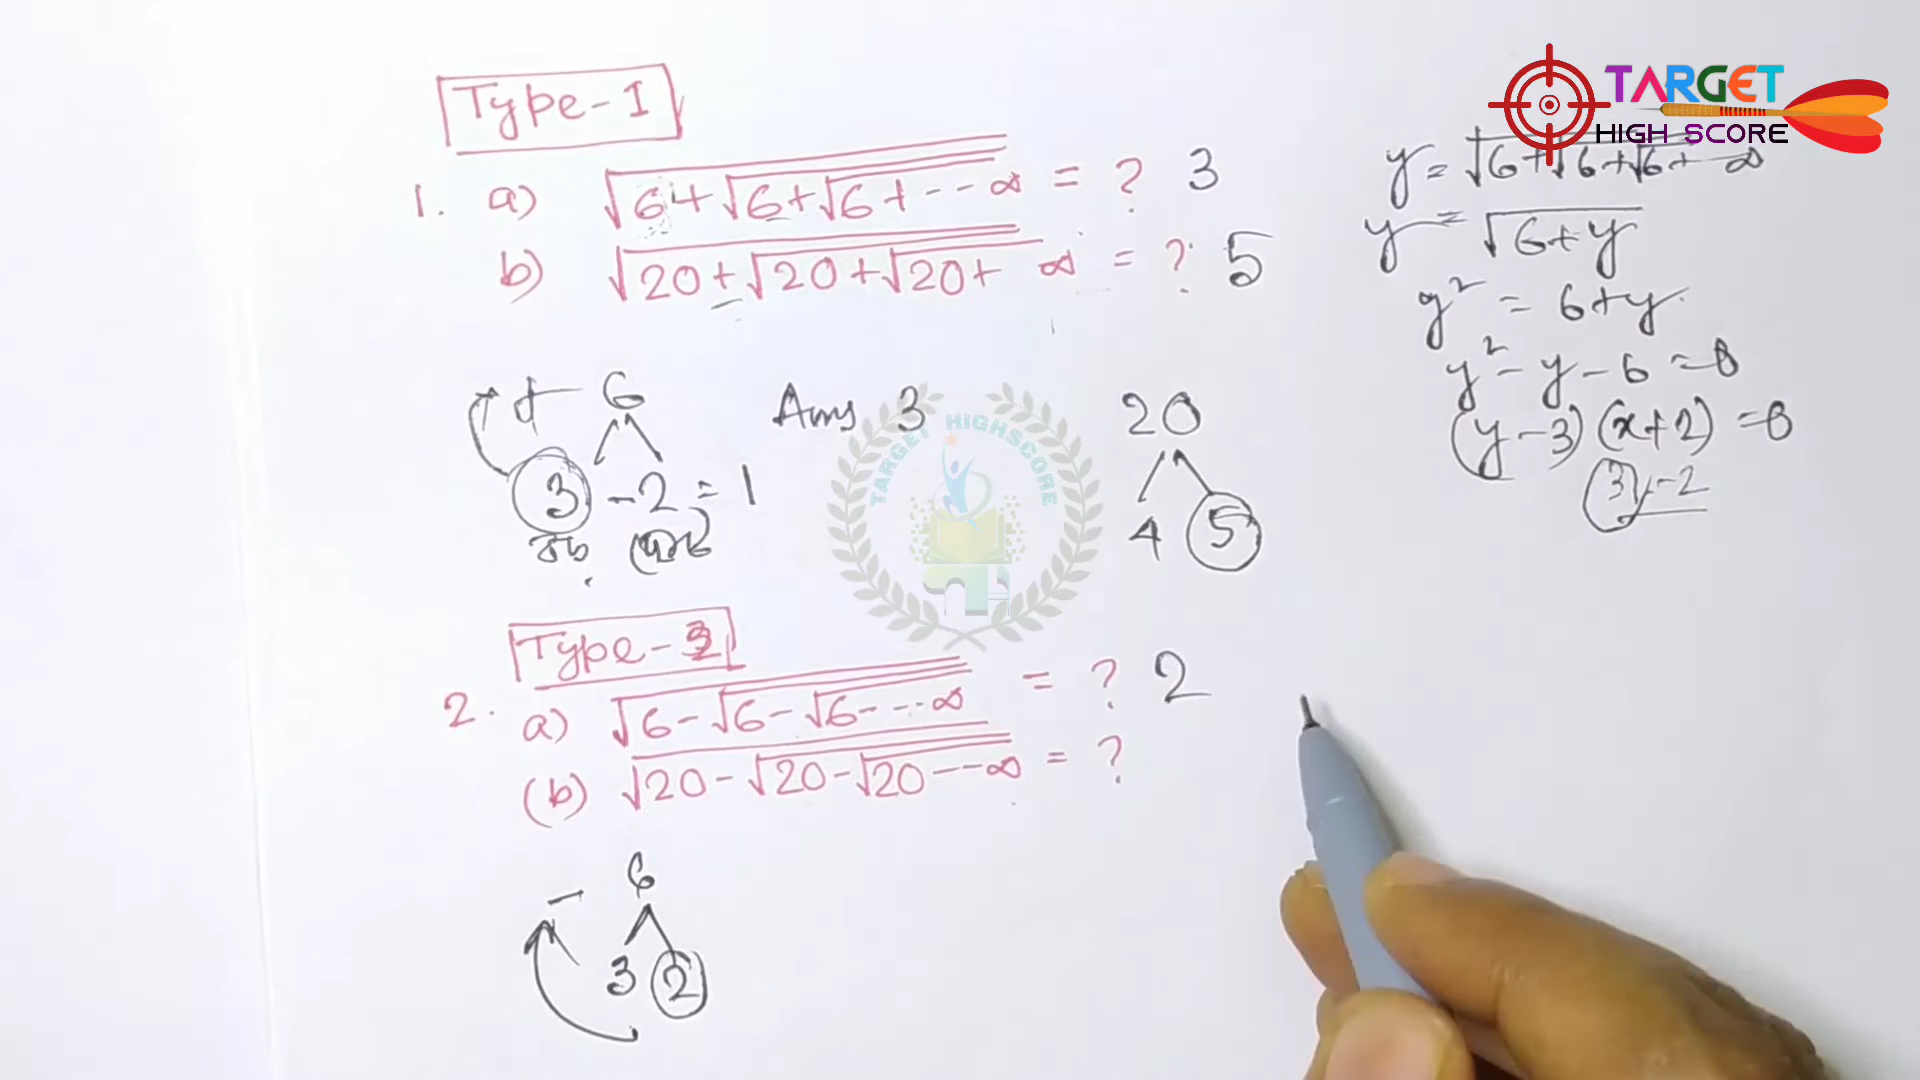 TARGET
HIGH SCORE
Type-I
1. a) √6+√6+√6+---∞ = ? 3
b) √20+√20+√20+ ∞ = ? 5
y = √6+√6+√6+--∞
y = √6+y
y² = 6+y
y² - y - 6 = 0
(y-3)(x+2) = 0
3, -2
+ 6
3 - 2 = 1
Ans 3
20
4 5
TARGET HIGHSCORE
Type-2
2. a) √6-√6-√6----∞ = ? 2
(b) √20-√20-√20---∞ = ?
- 6
3 2